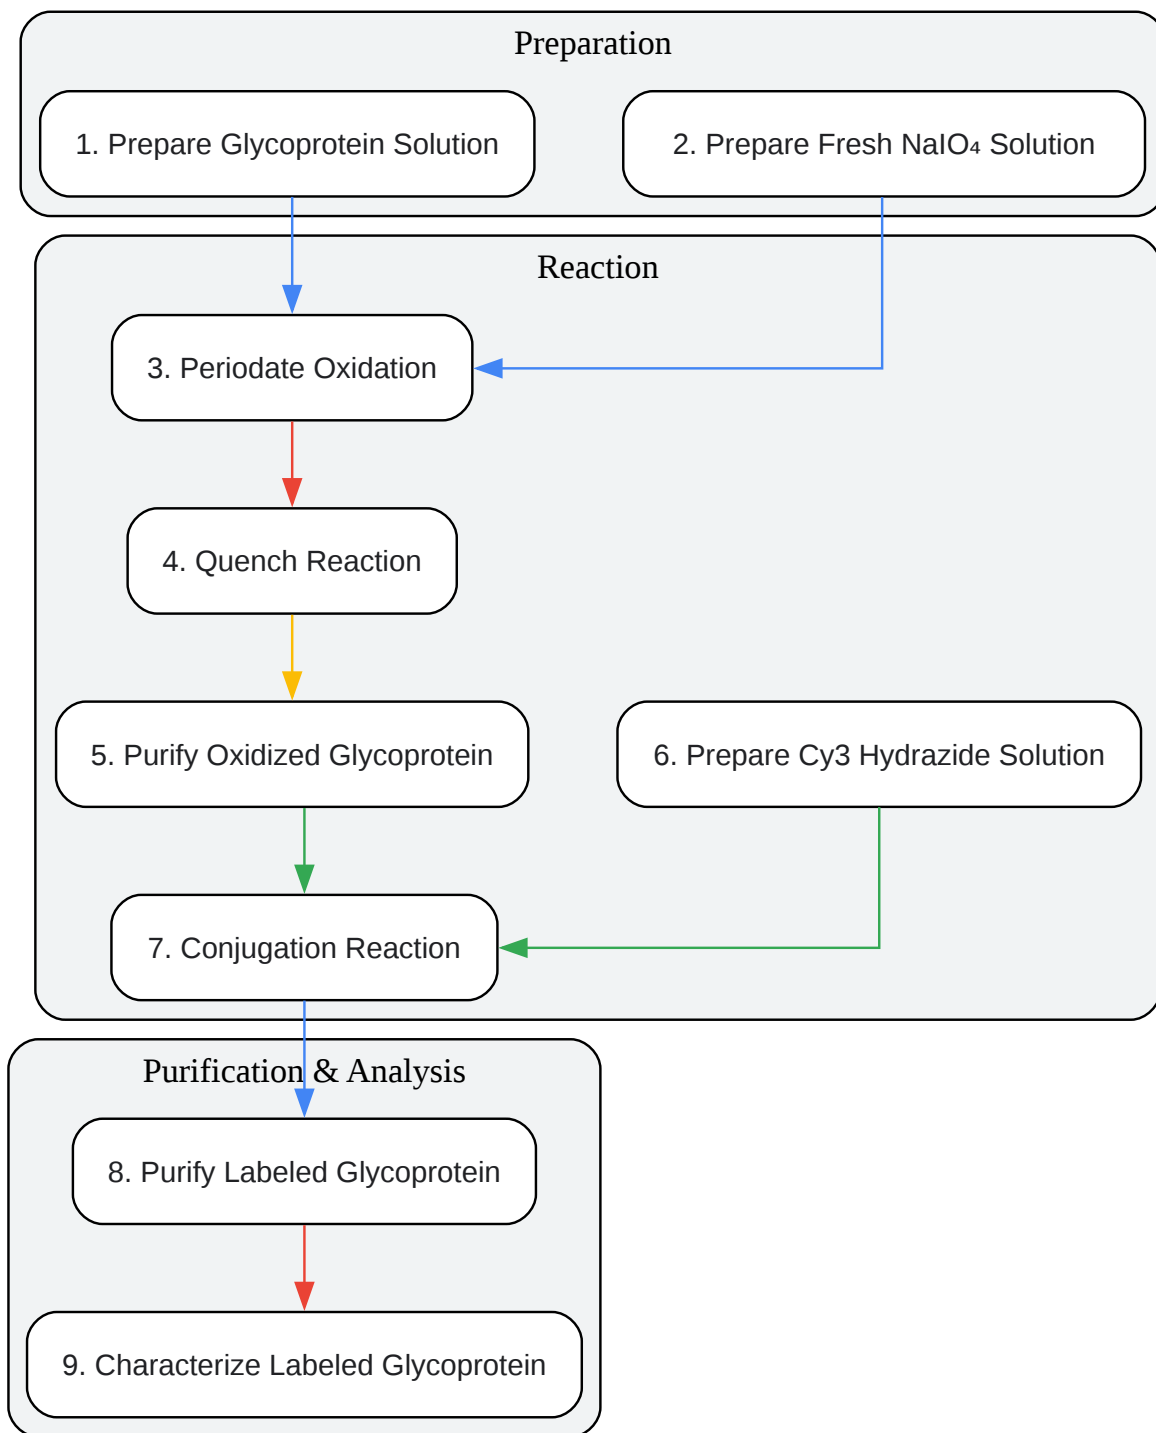 Preparation
1. Prepare Glycoprotein Solution
2. Prepare Fresh NaIO₄ Solution
Reaction
3. Periodate Oxidation
4. Quench Reaction
5. Purify Oxidized Glycoprotein
6. Prepare Cy3 Hydrazide Solution
7. Conjugation Reaction
Purification & Analysis
8. Purify Labeled Glycoprotein
9. Characterize Labeled Glycoprotein